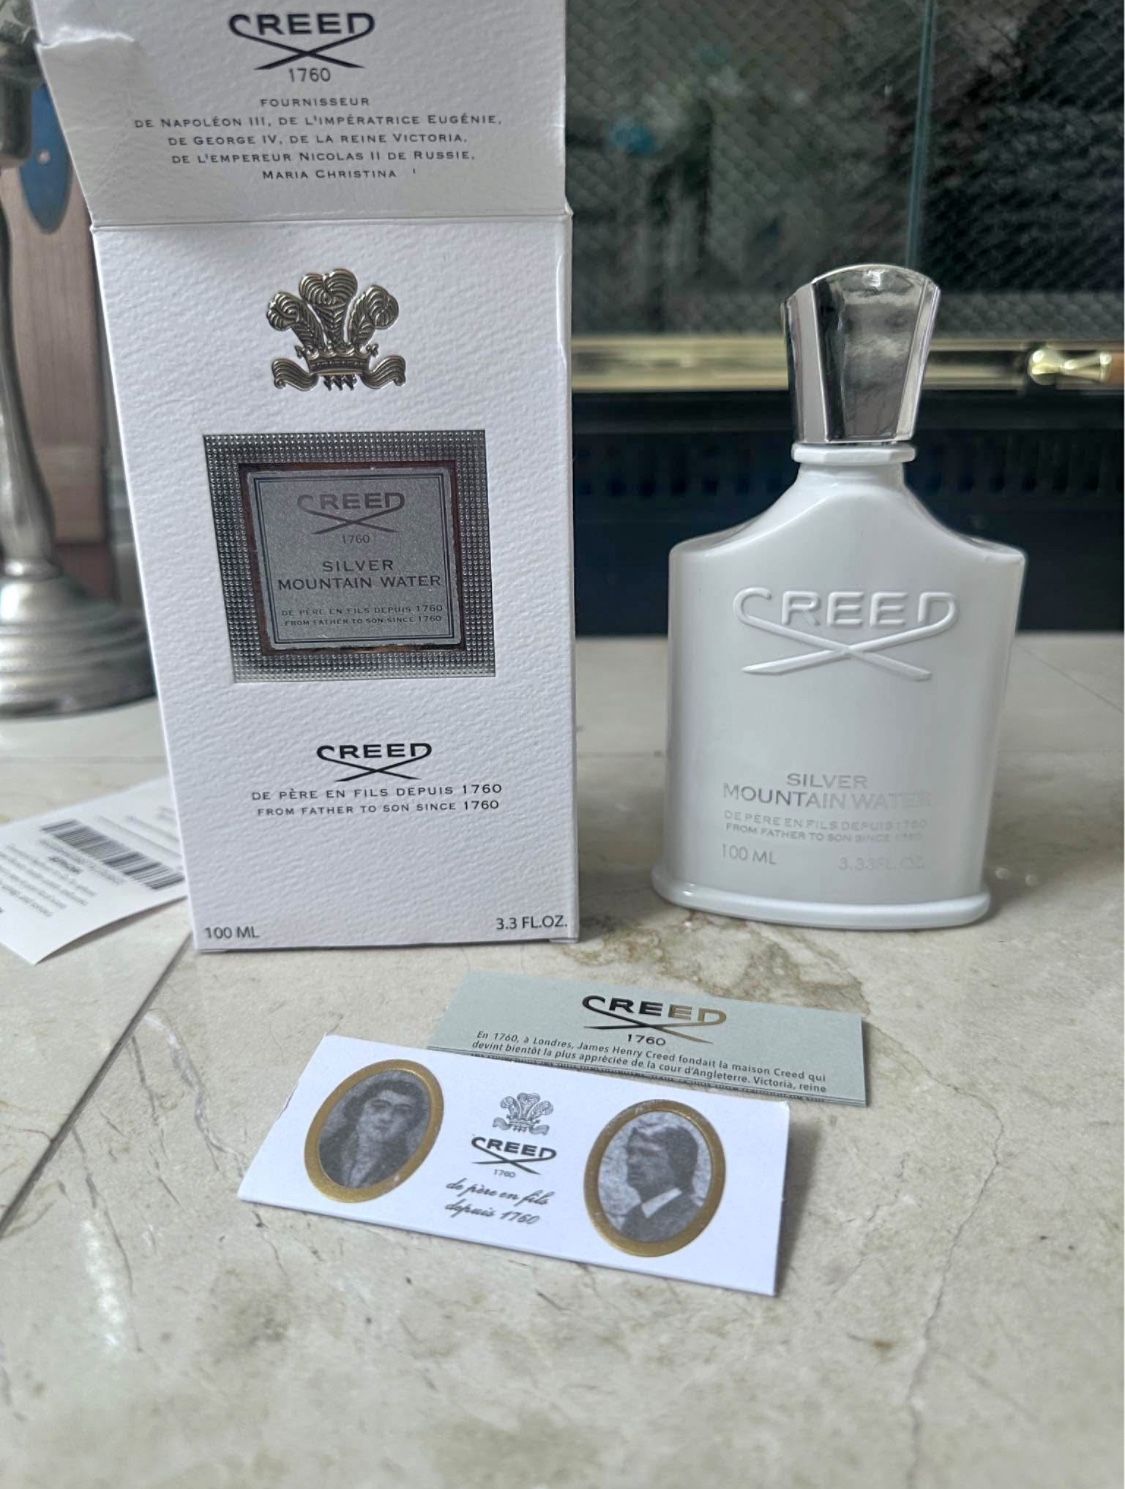 CREED
1760
FOURNISSEUR
DE NAPOLÉON III, DE L'IMPÉRATRICE EUGÉNIE,
DE GEORGE IV, DE LA REINE VICTORIA,
DE L'EMPEREUR NICOLAS II DE RUSSIE,
MARIA CHRISTINA
CREED
1760
SILVER
MOUNTAIN WATER
DE PÈRE EN FILS DEPUIS 1760
FROM FATHER TO SON SINCE 1760
CREED
DE PÈRE EN FILS DEPUIS 1760
FROM FATHER TO SON SINCE 1760
100 ML
3.3 FL.OZ.
CREED
SILVER
MOUNTAIN WATER
DE PÈRE EN FILS DEPUIS 1760
FROM FATHER TO SON SINCE 1760
100 ML
3.33FL.OZ.
CREED
1760
En 1760, à Londres, James Henry Creed fondait la maison Creed qui
devint bientôt la plus appréciée de la cour d'Angleterre. Victoria, reine
CREED
1760
de père en fils
depuis 1760